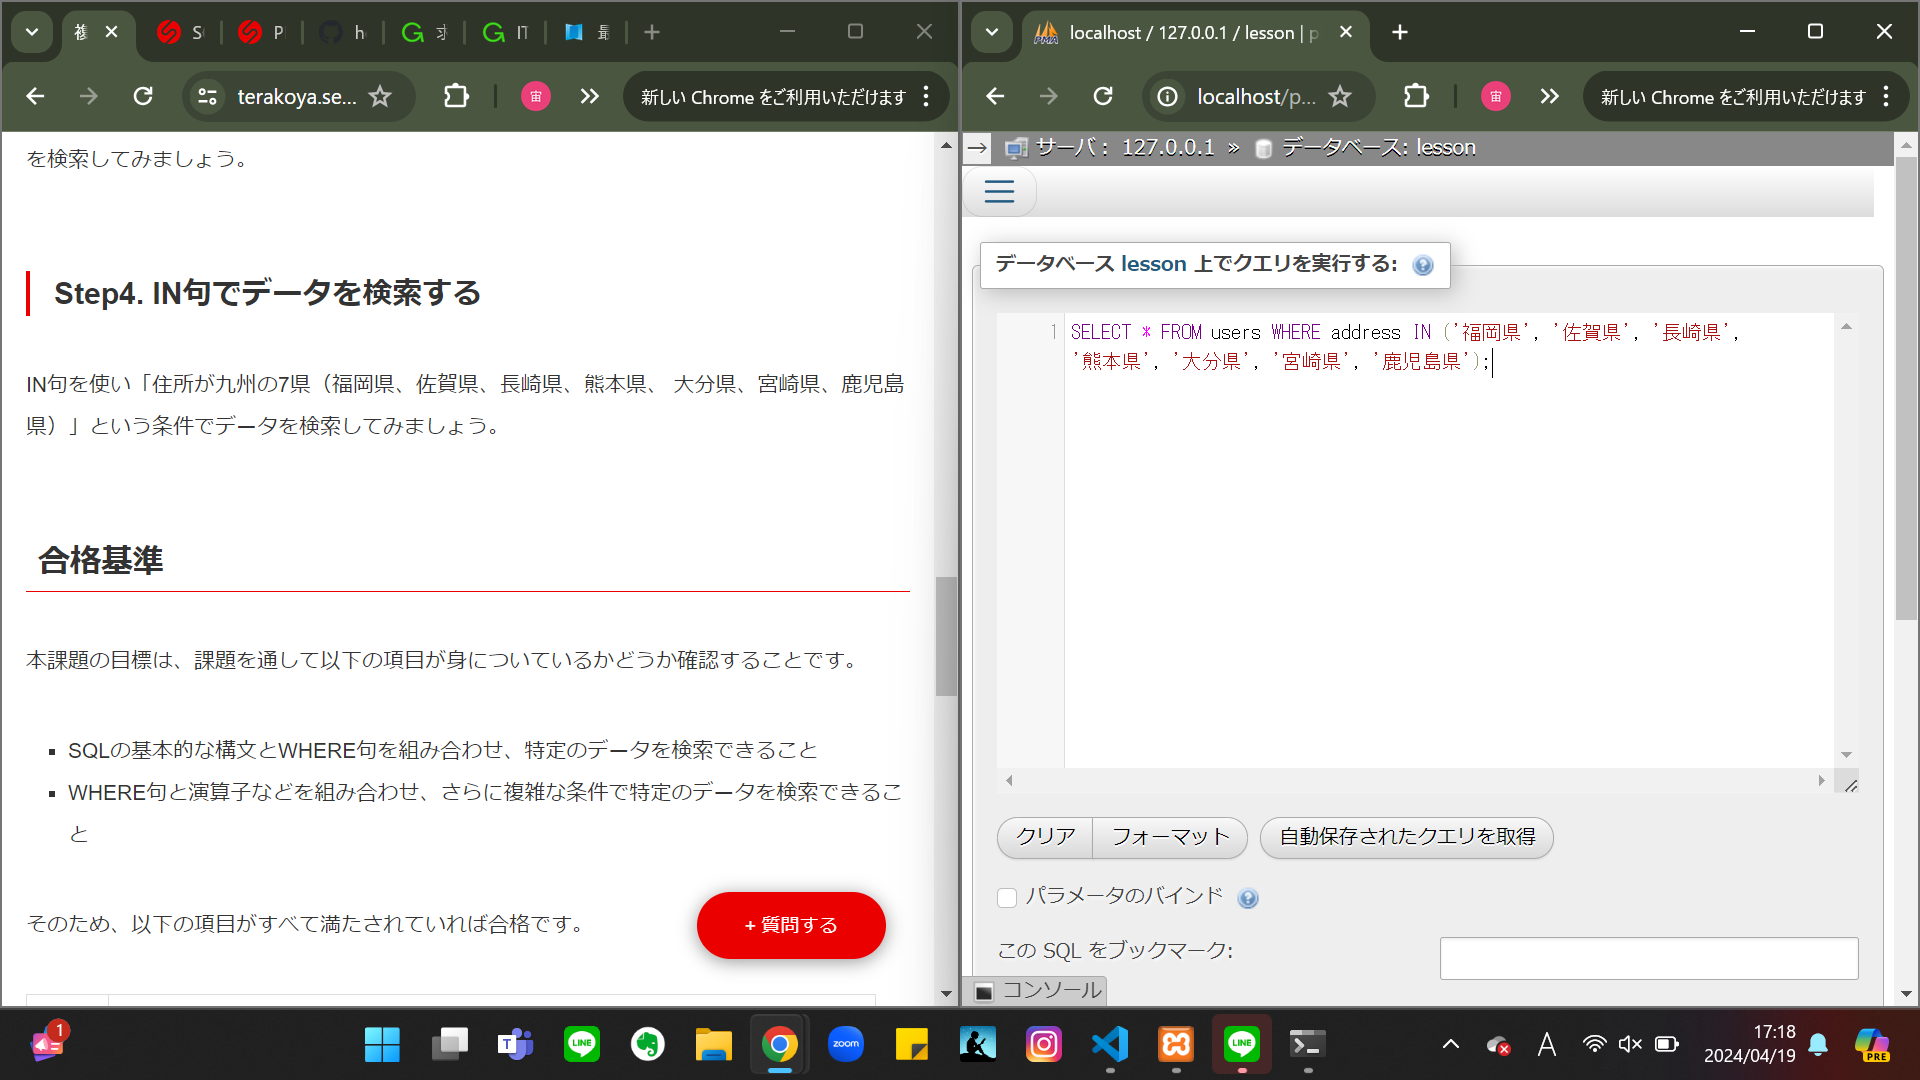 terakoya.se...
新しい Chrome をご利用いただけます
を検索してみましょう。
Step4. IN句でデータを検索する
IN句を使い「住所が九州の7県（福岡県、佐賀県、長崎県、熊本県、 大分県、宮崎県、鹿児島
県）」という条件でデータを検索してみましょう。
合格基準
本課題の目標は、課題を通して以下の項目が身についているかどうか確認することです。
SQLの基本的な構文とWHERE句を組み合わせ、特定のデータを検索できること
WHERE句と演算子などを組み合わせ、さらに複雑な条件で特定のデータを検索できるこ
と
そのため、以下の項目がすべて満たされていれば合格です。
+ 質問する
localhost / 127.0.0.1 / lesson | p
localhost/p...
宙
新しい Chrome をご利用いただけます
サーバ： 127.0.0.1 » データベース: lesson
データベース lesson 上でクエリを実行する:
1
SELECT * FROM users WHERE address IN ('福岡県', '佐賀県', '長崎県',
'熊本県', '大分県', '宮崎県', '鹿児島県');
クリア フォーマット 自動保存されたクエリを取得
パラメータのバインド
この SQL をブックマーク:
コンソール
1
LINE
zoom
LINE
A
17:18
2024/04/19
PRE